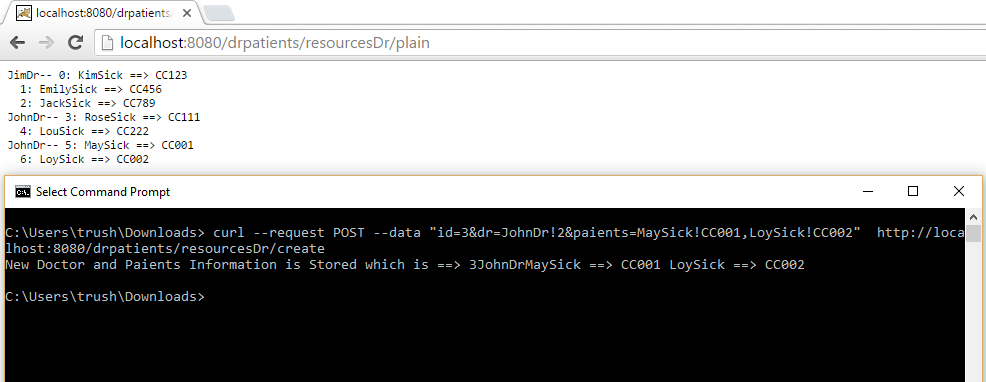 localhost:8080/drpatients/
localhost:8080/drpatients/resourcesDr/plain
JimDr-- 0: KimSick ==> CC123
1: EmilySick ==> CC456
2: JackSick ==> CC789
JohnDr-- 3: RoseSick ==> CC111
4: LouSick ==> CC222
JohnDr-- 5: MaySick ==> CC001
6: LoySick ==> CC002
Select Command Prompt
C:\Users\trush\Downloads> curl --request POST --data "id=3&dr=JohnDr!2&paients=MaySick!CC001,LoySick!CC002"  http://loca
lhost:8080/drpatients/resourcesDr/create
New Doctor and Paients Information is Stored which is ==> 3JohnDrMaySick ==> CC001 LoySick ==> CC002
C:\Users\trush\Downloads>